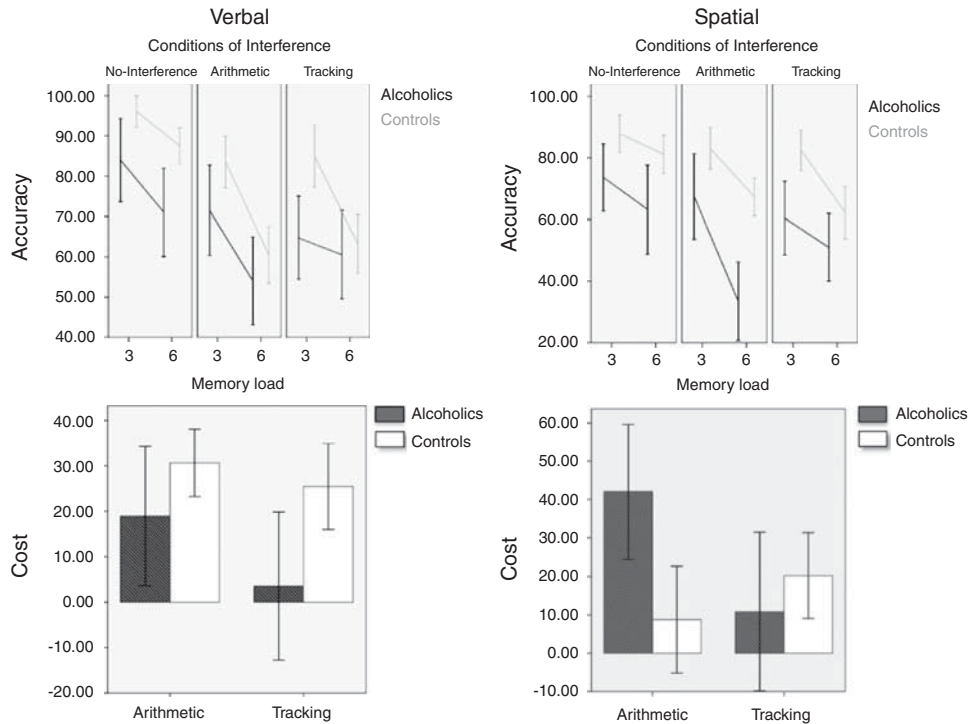 Verbal
Conditions of Interference
No-Interference Arithmetic Tracking
100.00
90.00
80.00
70.00
60.00
50.00
40.00
Accuracy
3 6 3 6 3 6
Memory load
Alcoholics
Controls
Spatial
Conditions of Interference
No-Interference Arithmetic Tracking
100.00
80.00
60.00
40.00
20.00
Accuracy
3 6 3 6 3 6
Memory load
Alcoholics
Controls
40.00
30.00
20.00
10.00
0.00
-10.00
-20.00
Cost
Arithmetic Tracking
Alcoholics
Controls
60.00
50.00
40.00
30.00
20.00
10.00
0.00
-10.00
Cost
Arithmetic Tracking
Alcoholics
Controls